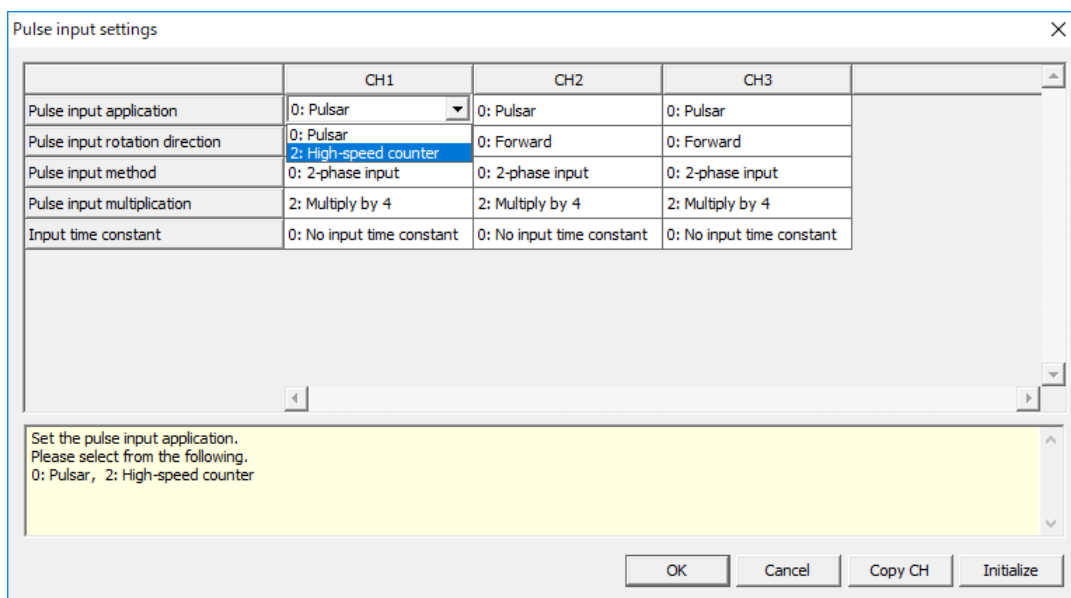 Pulse input settings
CH1 CH2 CH3
Pulse input application 0: Pulsar 0: Pulsar 0: Pulsar
0: Pulsar
Pulse input rotation direction 2: High-speed counter 0: Forward 0: Forward
Pulse input method 0: 2-phase input 0: 2-phase input 0: 2-phase input
Pulse input multiplication 2: Multiply by 4 2: Multiply by 4 2: Multiply by 4
Input time constant 0: No input time constant 0: No input time constant 0: No input time constant
Set the pulse input application.
Please select from the following.
0: Pulsar, 2: High-speed counter
OK Cancel Copy CH Initialize